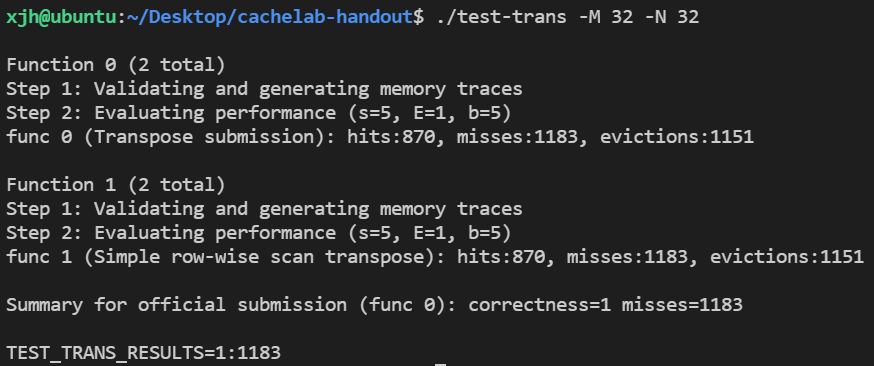 xjh@ubuntu:~/Desktop/cachelab-handout$ ./test-trans -M 32 -N 32
Function 0 (2 total)
Step 1: Validating and generating memory traces
Step 2: Evaluating performance (s=5, E=1, b=5)
func 0 (Transpose submission): hits:870, misses:1183, evictions:1151
Function 1 (2 total)
Step 1: Validating and generating memory traces
Step 2: Evaluating performance (s=5, E=1, b=5)
func 1 (Simple row-wise scan transpose): hits:870, misses:1183, evictions:1151
Summary for official submission (func 0): correctness=1 misses=1183
TEST_TRANS_RESULTS=1:1183